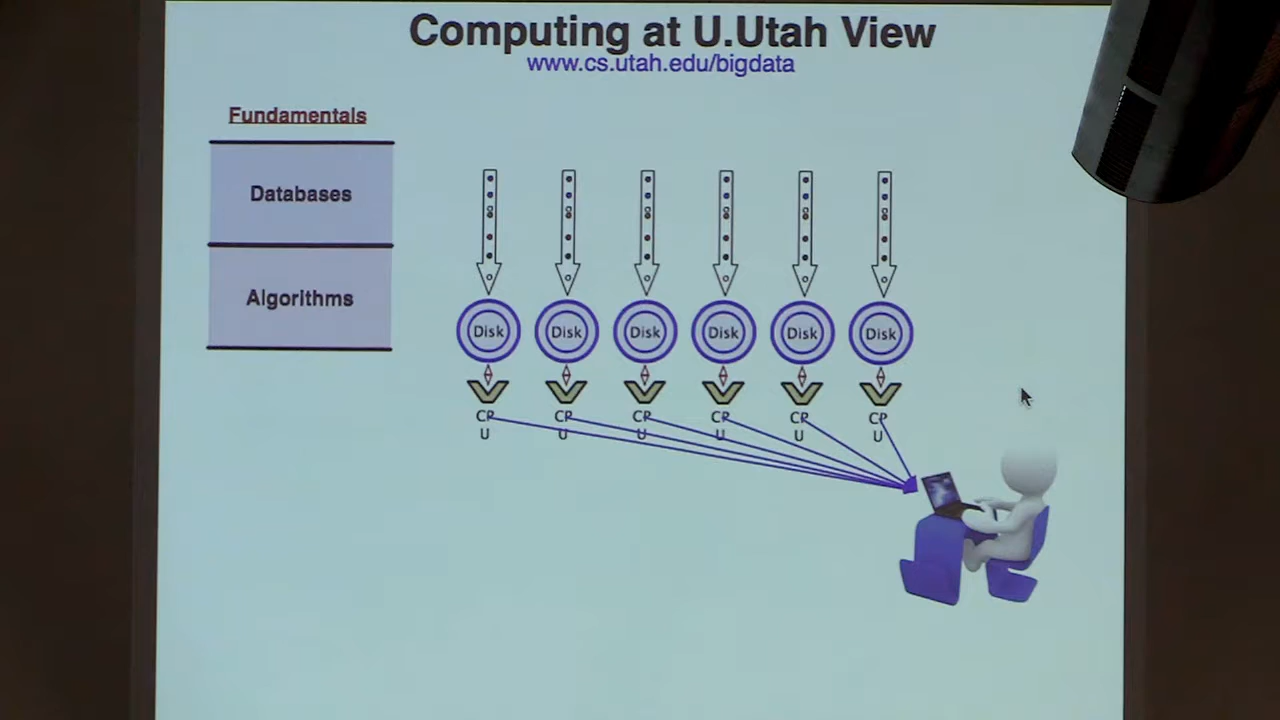 Computing at U.Utah View
www.cs.utah.edu/bigdata
Fundamentals
Databases
Algorithms
Disk Disk Disk Disk Disk Disk
CP CP CP CP CP CP
U U U U U U